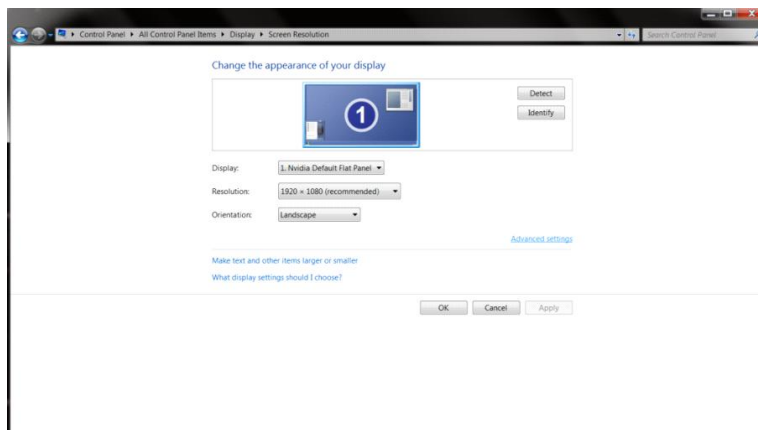 Control Panel ▸ All Control Panel Items ▸ Display ▸ Screen Resolution
Search Control Panel
Change the appearance of your display
1
Detect
Identify
Display: 1. Nvidia Default Flat Panel
Resolution: 1920 × 1080 (recommended)
Orientation: Landscape
Advanced settings
Make text and other items larger or smaller
What display settings should I choose?
OK Cancel Apply